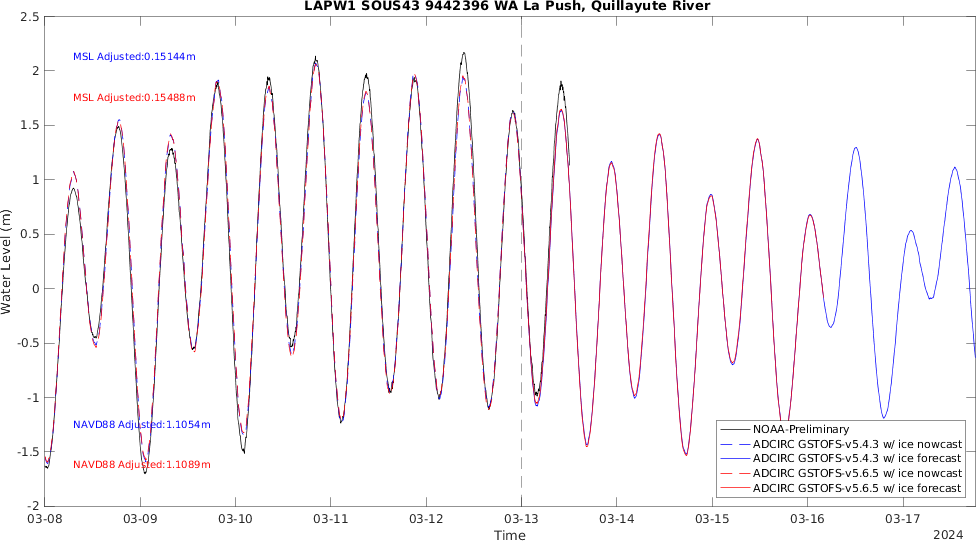 LAPW1 SOUS43 9442396 WA La Push, Quillayute River
2.5
2
1.5
1
0.5
0
-0.5
-1
-1.5
-2
Water Level (m)
MSL Adjusted:0.15144m
MSL Adjusted:0.15488m
NAVD88 Adjusted:1.1054m
NAVD88 Adjusted:1.1089m
NOAA-Preliminary
ADCIRC GSTOFS-v5.4.3 w/ ice nowcast
ADCIRC GSTOFS-v5.4.3 w/ ice forecast
ADCIRC GSTOFS-v5.6.5 w/ ice nowcast
ADCIRC GSTOFS-v5.6.5 w/ ice forecast
03-08 03-09 03-10 03-11 03-12 03-13 03-14 03-15 03-16 03-17
Time
2024